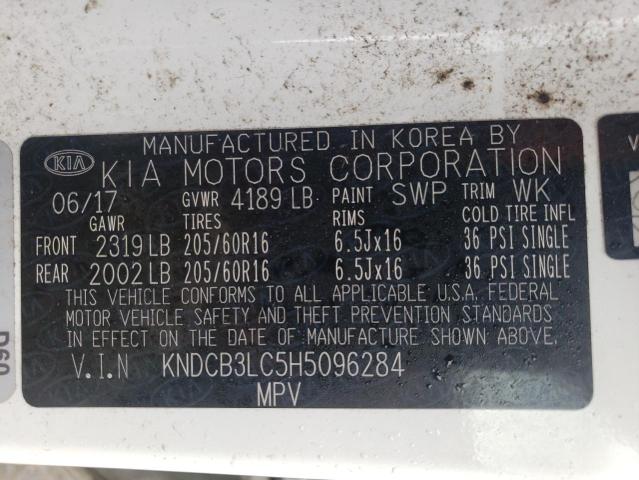 MANUFACTURED IN KOREA BY
KIA KIA MOTORS CORPORATION
06/17 GVWR 4189 LB PAINT SWP TRIM WK
GAWR TIRES RIMS COLD TIRE INFL
FRONT 2319 LB 205/60R16 6.5Jx16 36 PSI SINGLE
REAR 2002 LB 205/60R16 6.5Jx16 36 PSI SINGLE
THIS VEHICLE CONFORMS TO ALL APPLICABLE U.S.A. FEDERAL
MOTOR VEHICLE SAFETY AND THEFT PREVENTION STANDARDS
IN EFFECT ON THE DATE OF MANUFACTURE SHOWN ABOVE.
V.I.N KNDCB3LC5H5096284
MPV
D60
V